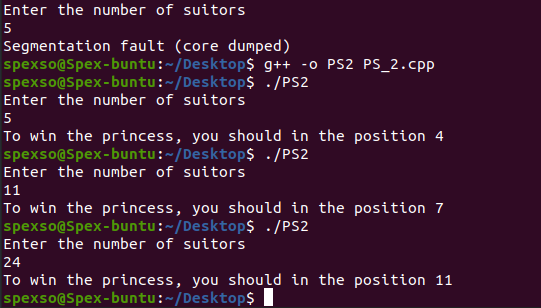 Enter the number of suitors
5
Segmentation fault (core dumped)
spexso@Spex-buntu:~/Desktop$ g++ -o PS2 PS_2.cpp
spexso@Spex-buntu:~/Desktop$ ./PS2
Enter the number of suitors
5
To win the princess, you should in the position 4
spexso@Spex-buntu:~/Desktop$ ./PS2
Enter the number of suitors
11
To win the princess, you should in the position 7
spexso@Spex-buntu:~/Desktop$ ./PS2
Enter the number of suitors
24
To win the princess, you should in the position 11
spexso@Spex-buntu:~/Desktop$